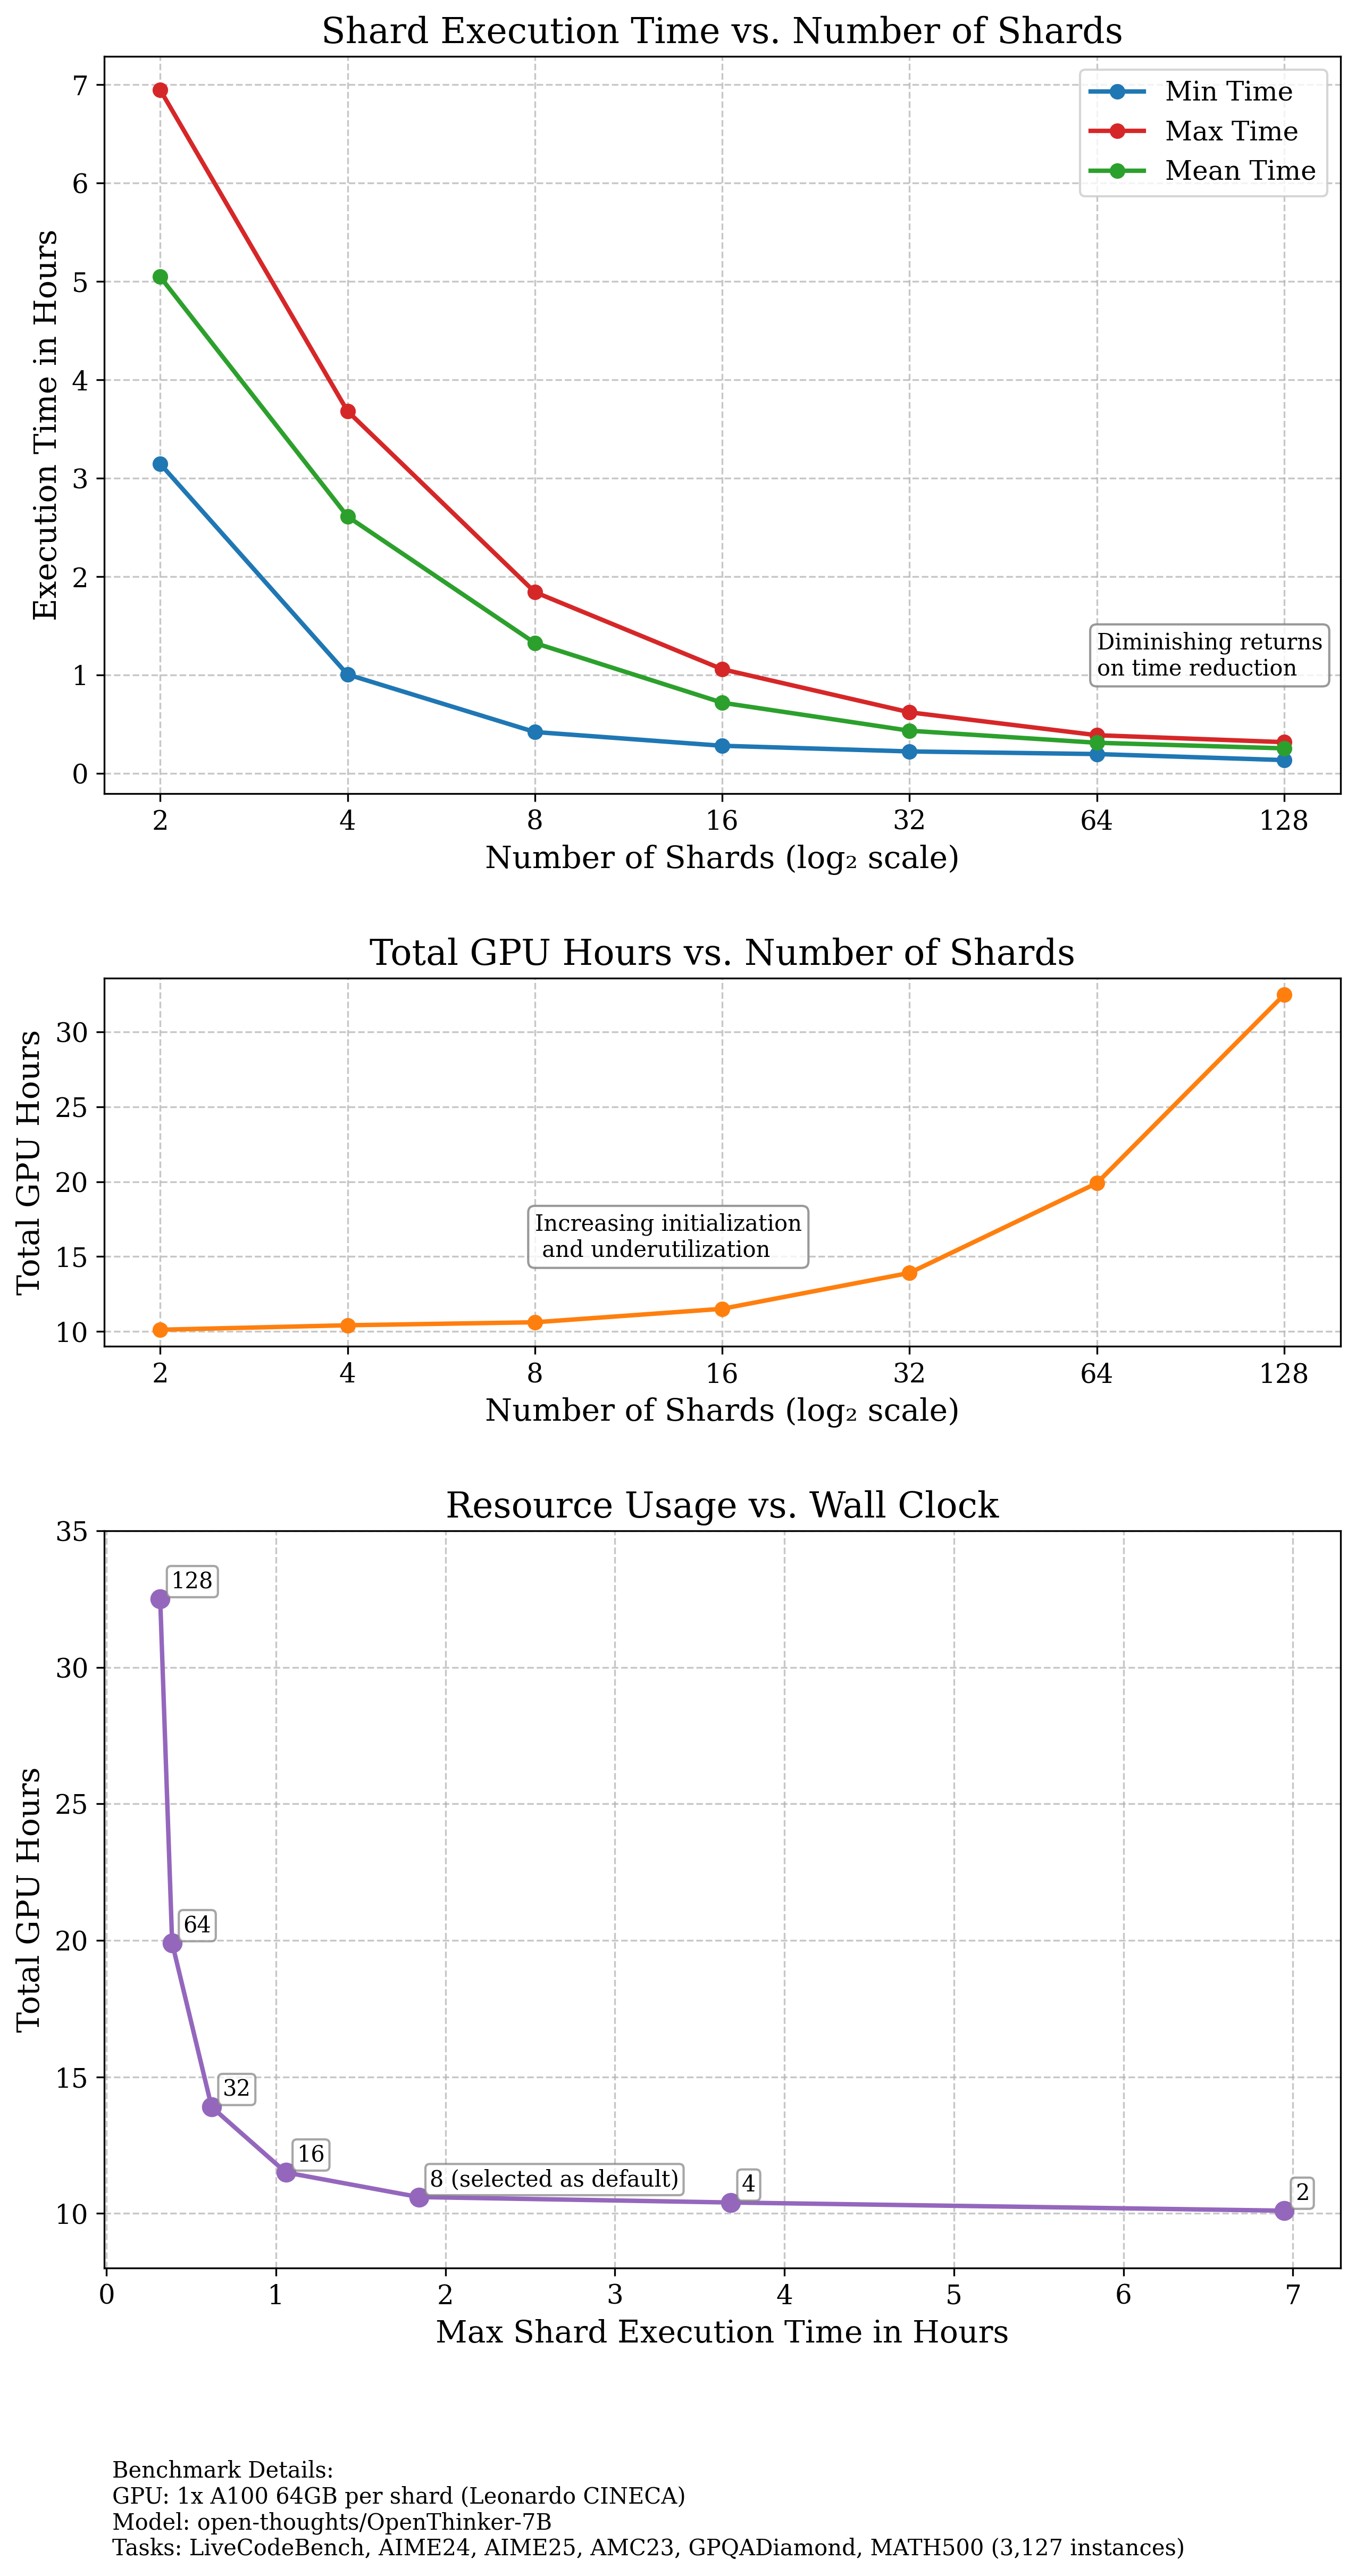 Shard Execution Time vs. Number of Shards
Execution Time in Hours
7
6
5
4
3
2
1
0
Min Time
Max Time
Mean Time
Diminishing returns
on time reduction
2 4 8 16 32 64 128
Number of Shards (log₂ scale)
Total GPU Hours vs. Number of Shards
Total GPU Hours
30
25
20
15
10
Increasing initialization
and underutilization
2 4 8 16 32 64 128
Number of Shards (log₂ scale)
Resource Usage vs. Wall Clock
Total GPU Hours
35
30
25
20
15
10
128
64
32
16
8 (selected as default)
4
2
0 1 2 3 4 5 6 7
Max Shard Execution Time in Hours
Benchmark Details:
GPU: 1x A100 64GB per shard (Leonardo CINECA)
Model: open-thoughts/OpenThinker-7B
Tasks: LiveCodeBench, AIME24, AIME25, AMC23, GPQADiamond, MATH500 (3,127 instances)